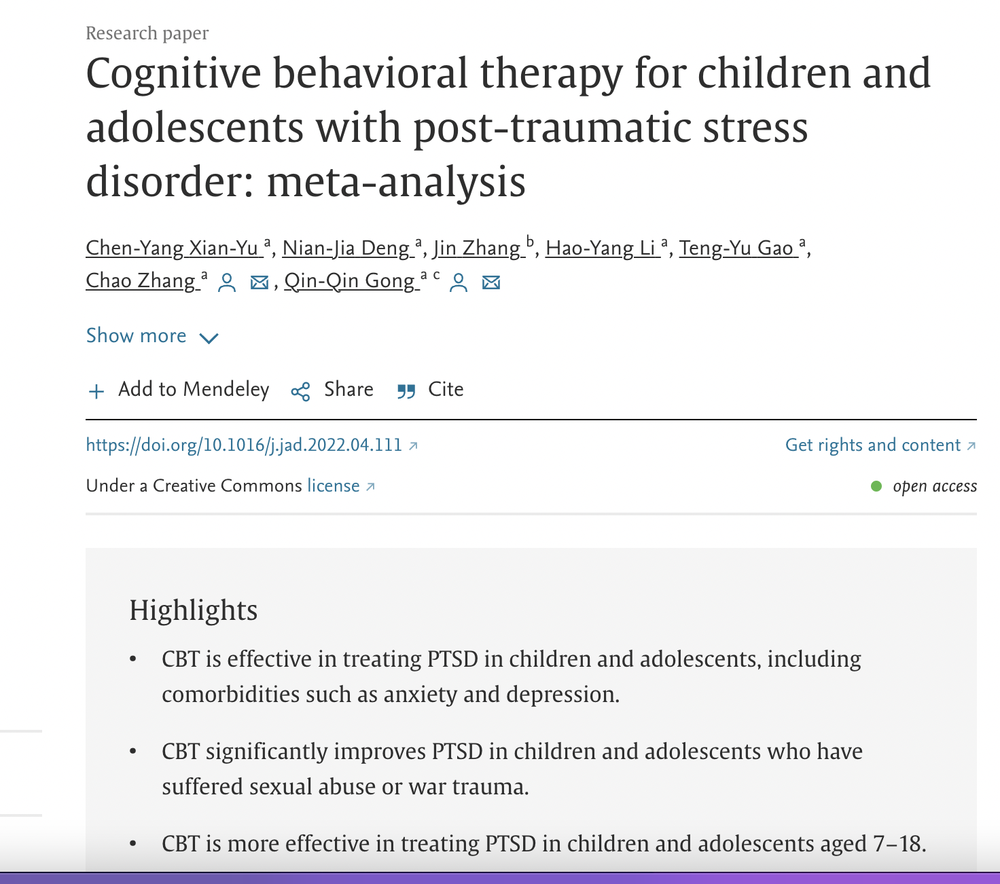 Research paper
Cognitive behavioral therapy for children and
adolescents with post-traumatic stress
disorder: meta-analysis
Chen-Yang Xian-Yu a, Nian-Jia Deng a, Jin Zhang b, Hao-Yang Li a, Teng-Yu Gao a,
Chao Zhang a , Qin-Qin Gong a c
Show more
Add to Mendeley Share Cite
https://doi.org/10.1016/j.jad.2022.04.111 Get rights and content
Under a Creative Commons license open access
Highlights
• CBT is effective in treating PTSD in children and adolescents, including
comorbidities such as anxiety and depression.
• CBT significantly improves PTSD in children and adolescents who have
suffered sexual abuse or war trauma.
• CBT is more effective in treating PTSD in children and adolescents aged 7–18.